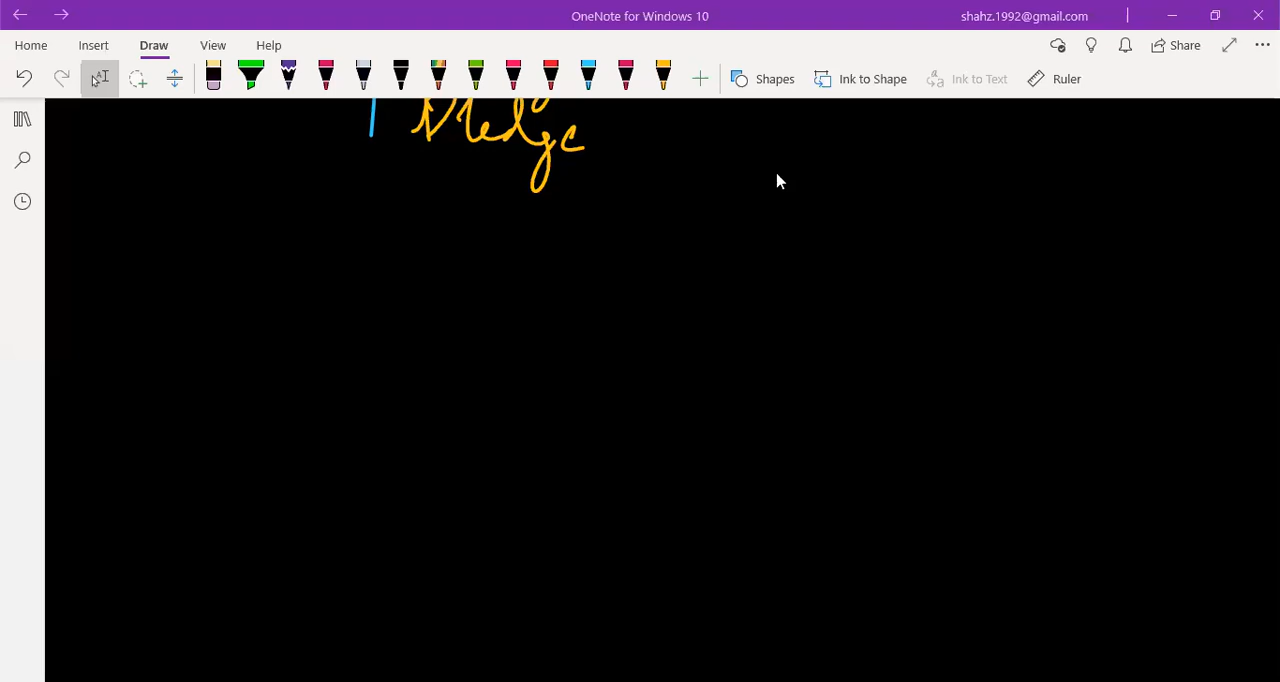 OneNote for Windows 10
shahz.1992@gmail.com
Home Insert Draw View Help
Share
Shapes Ink to Shape Ink to Text Ruler
Pledge